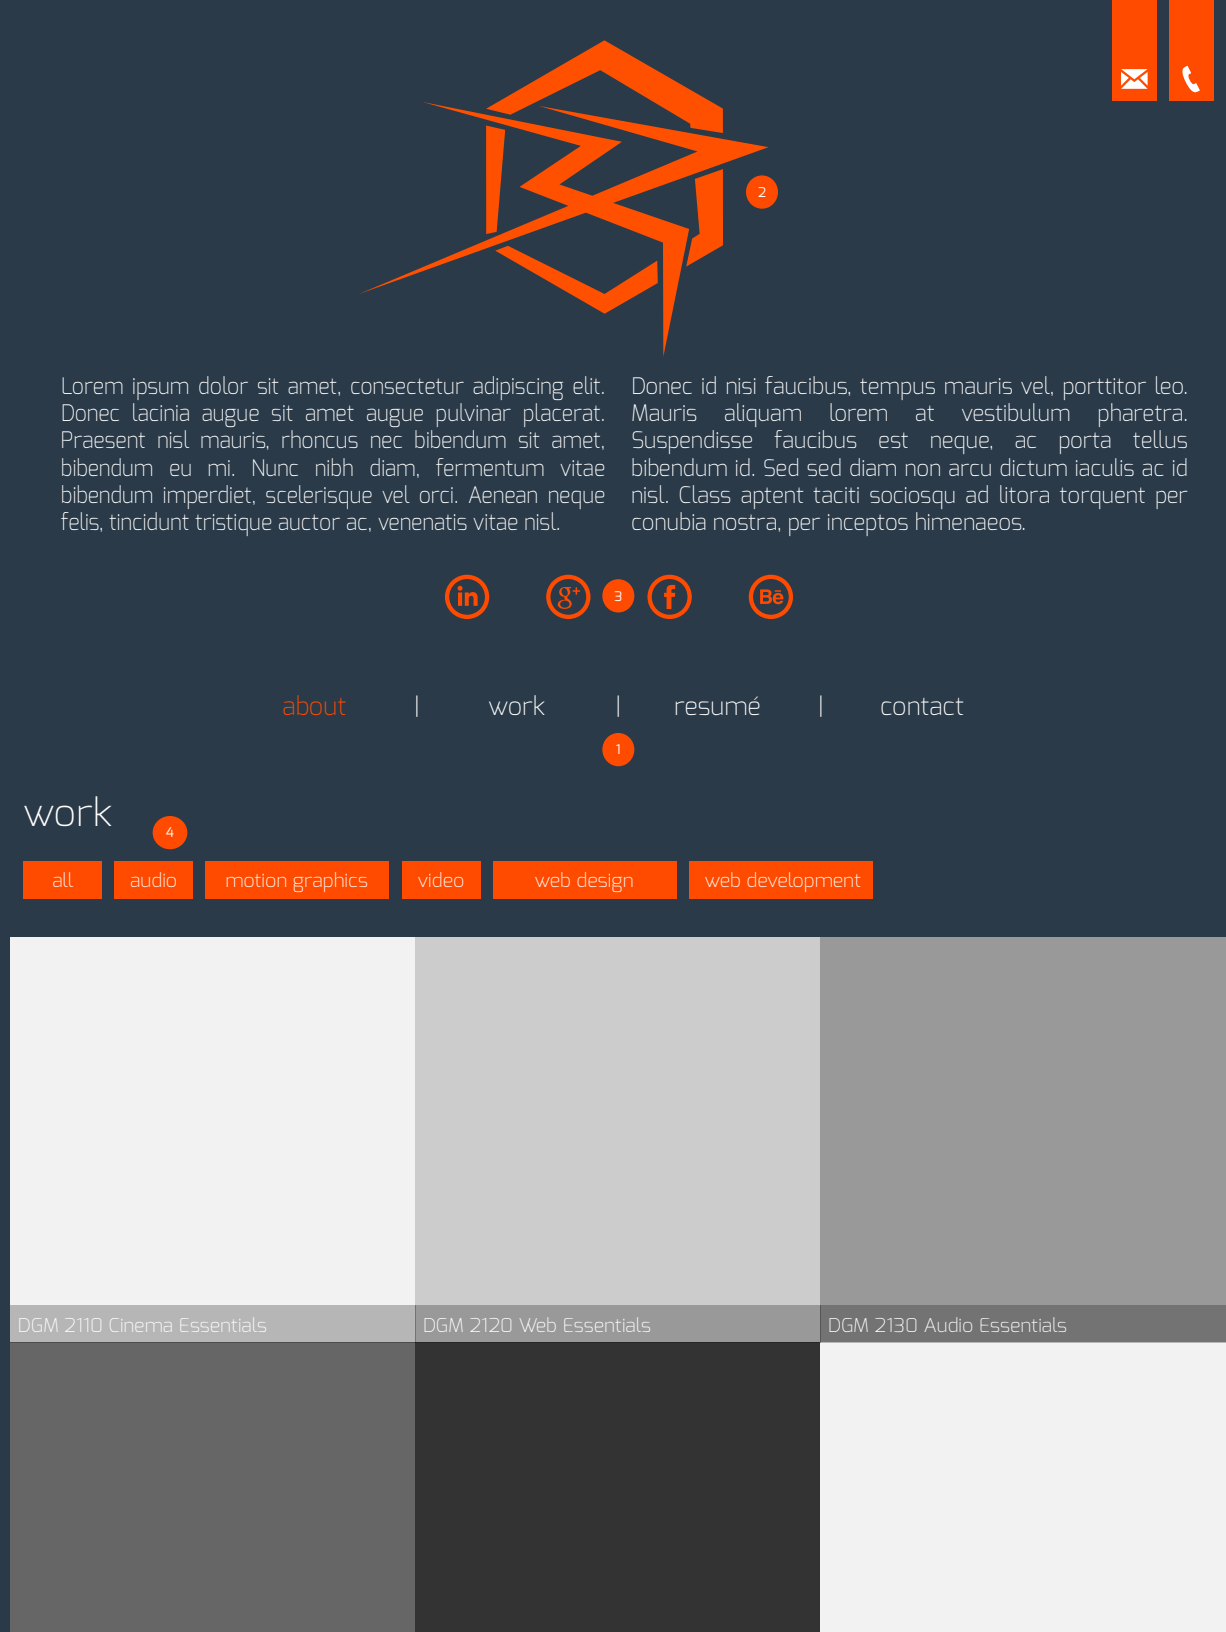 2
Lorem ipsum dolor sit amet, consectetur adipiscing elit.
Donec lacinia augue sit amet augue pulvinar placerat.
Praesent nisl mauris, rhoncus nec bibendum sit amet,
bibendum eu mi. Nunc nibh diam, fermentum vitae
bibendum imperdiet, scelerisque vel orci. Aenean neque
felis, tincidunt tristique auctor ac, venenatis vitae nisl.
Donec id nisi faucibus, tempus mauris vel, porttitor leo.
Mauris aliquam lorem at vestibulum pharetra.
Suspendisse faucibus est neque, ac porta tellus
bibendum id. Sed sed diam non arcu dictum iaculis ac id
nisl. Class aptent taciti sociosqu ad litora torquent per
conubia nostra, per inceptos himenaeos.
in g+ 3 f Bē
about | work | resumé | contact
1
work
4
all audio motion graphics video web design web development
DGM 2110 Cinema Essentials DGM 2120 Web Essentials DGM 2130 Audio Essentials